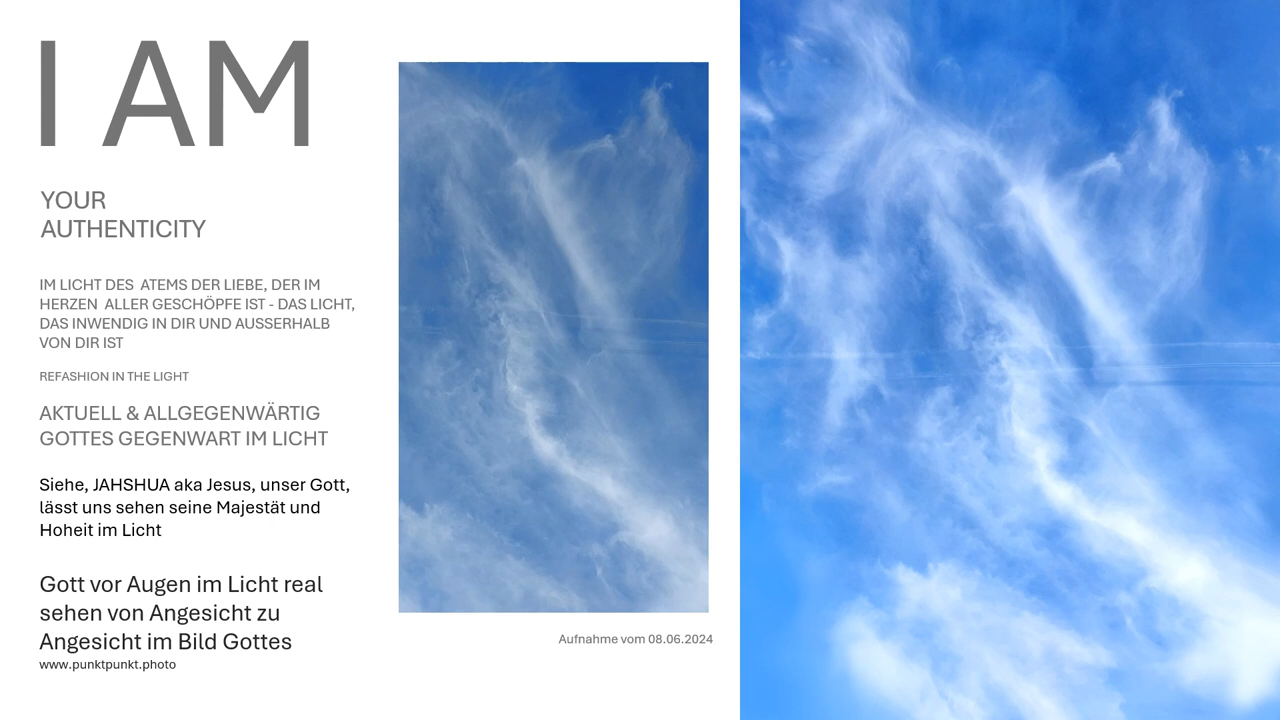 I AM
YOUR
AUTHENTICITY
IM LICHT DES ATEMS DER LIEBE, DER IM
HERZEN ALLER GESCHÖPFE IST - DAS LICHT,
DAS INWENDIG IN DIR UND AUSSERHALB
VON DIR IST
REFASHION IN THE LIGHT
AKTUELL & ALLGEGENWÄRTIG
GOTTES GEGENWART IM LICHT
Siehe, JAHSHUA aka Jesus, unser Gott,
lässt uns sehen seine Majestät und
Hoheit im Licht
Gott vor Augen im Licht real
sehen von Angesicht zu
Angesicht im Bild Gottes
www.punktpunkt.photo
Aufnahme vom 08.06.2024